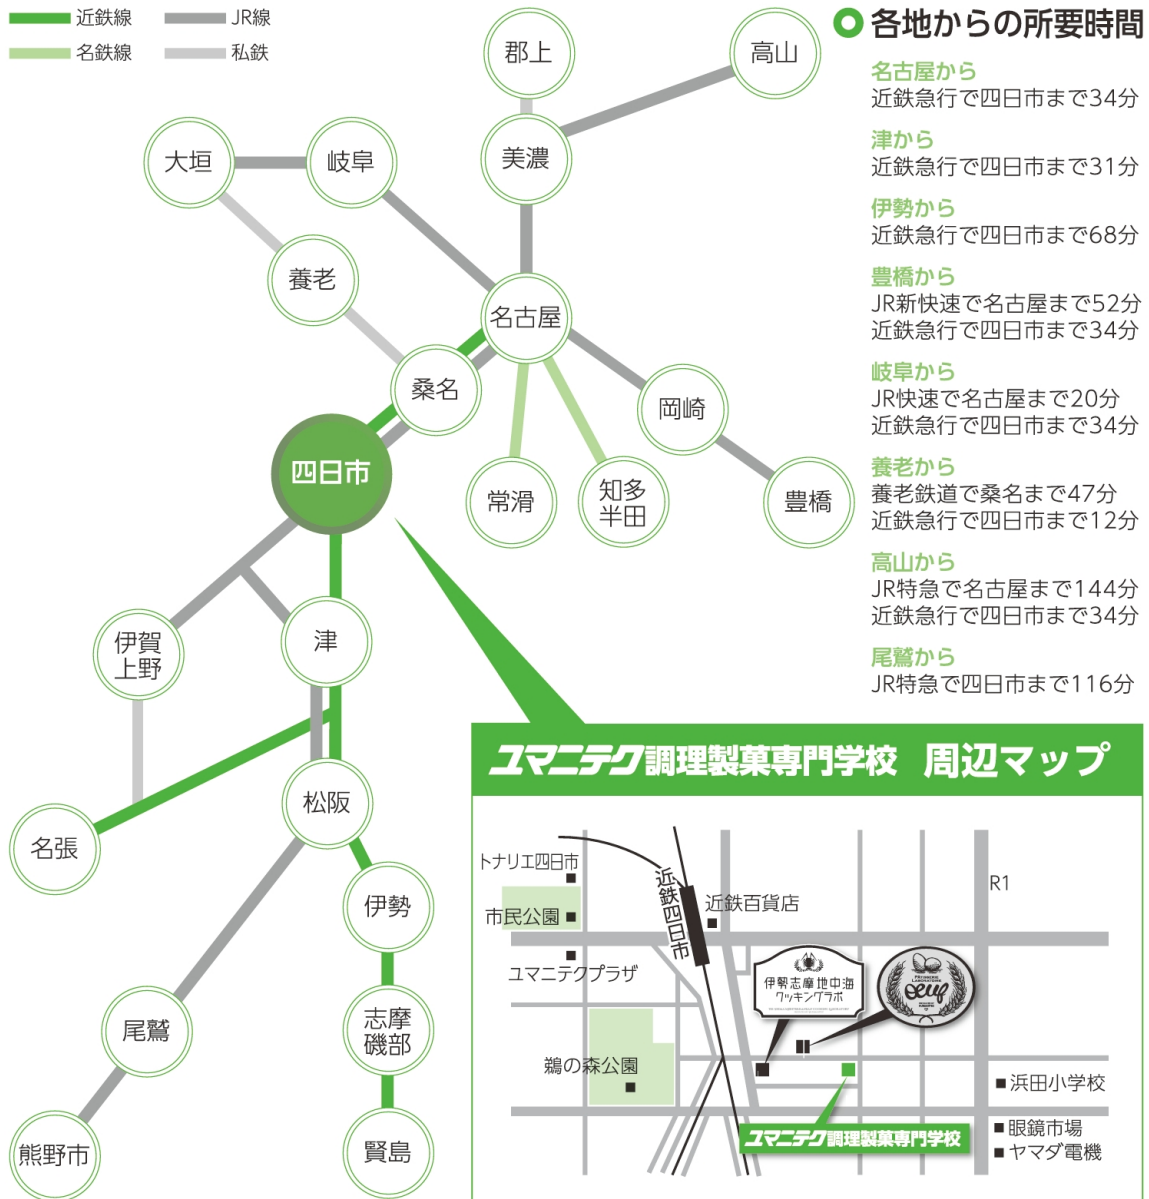 近鉄線
JR線
名鉄線
私鉄
郡上
高山
大垣
岐阜
美濃
養老
名古屋
桑名
岡崎
四日市
常滑
知多
半田
豊橋
伊賀
上野
津
松阪
名張
伊勢
尾鷲
志摩
磯部
熊野市
賢島
各地からの所要時間
名古屋から
近鉄急行で四日市まで34分
津から
近鉄急行で四日市まで31分
伊勢から
近鉄急行で四日市まで68分
豊橋から
JR新快速で名古屋まで52分
近鉄急行で四日市まで34分
岐阜から
JR快速で名古屋まで20分
近鉄急行で四日市まで34分
養老から
養老鉄道で桑名まで47分
近鉄急行で四日市まで12分
高山から
JR特急で名古屋まで144分
近鉄急行で四日市まで34分
尾鷲から
JR特急で四日市まで116分
ユマニテク調理製菓専門学校 周辺マップ
トナリエ四日市
市民公園
ユマニテクプラザ
近鉄四日市
近鉄百貨店
R1
伊勢志摩地中海
クッキングラボ
PATISSERIE
LABORATOIRE
oeuf
鵜の森公園
浜田小学校
眼鏡市場
ヤマダ電機
ユマニテク調理製菓専門学校